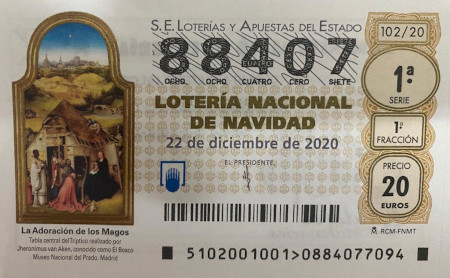 S.E. LOTERÍAS Y APUESTAS DEL ESTADO
102/20
88407
OCHO OCHO CUATRO CERO SIETE
1ª
SERIE
LOTERÍA NACIONAL
DE NAVIDAD
22 de diciembre de 2020
1ª
FRACCIÓN
EL PRESIDENTE,
PRECIO
20
EUROS
RCM-FNMT
La Adoración de los Magos
Tabla central del Tríptico realizado por
Jheronimus van Aken, conocido como El Bosco
Museo Nacional del Prado. Madrid
5102001001>0884077094